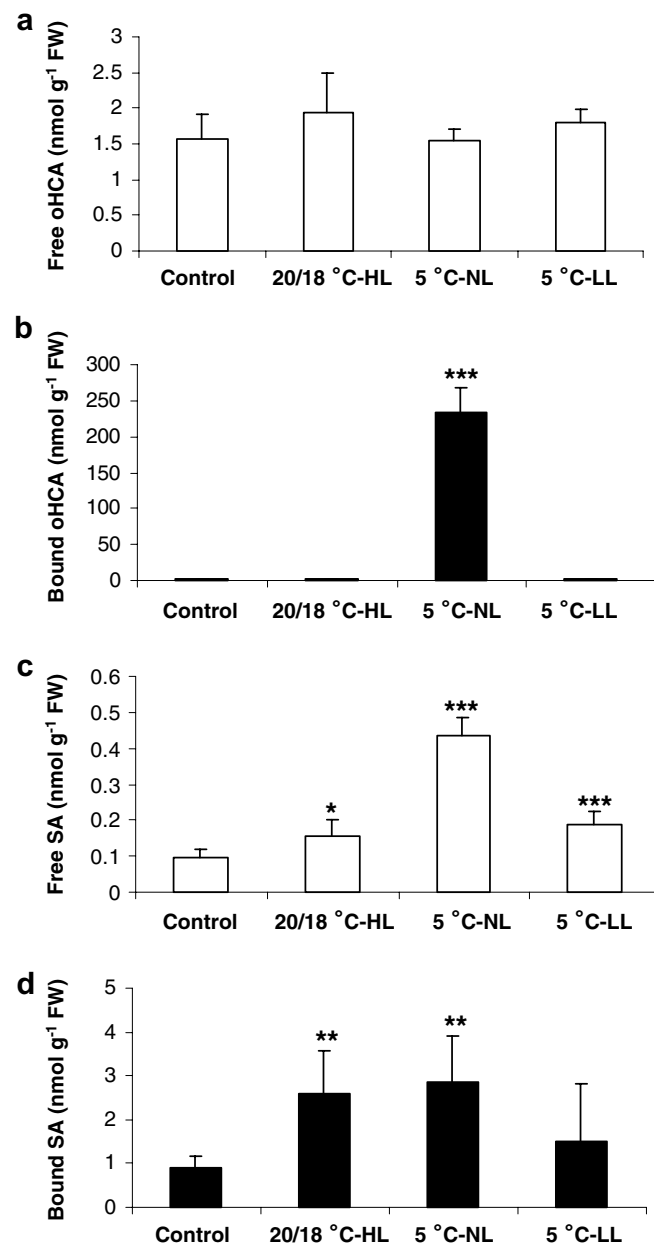 a
Free oHCA (nmol g⁻¹ FW)
3
2.5
2
1.5
1
0.5
0
Control 20/18 °C-HL 5 °C-NL 5 °C-LL
b
Bound oHCA (nmol g⁻¹ FW)
300
250
200
150
100
50
0
***
Control 20/18 °C-HL 5 °C-NL 5 °C-LL
c
Free SA (nmol g⁻¹ FW)
0.6
0.5
0.4
0.3
0.2
0.1
0
* *** ***
Control 20/18 °C-HL 5 °C-NL 5 °C-LL
d
Bound SA (nmol g⁻¹ FW)
5
4
3
2
1
0
** **
Control 20/18 °C-HL 5 °C-NL 5 °C-LL